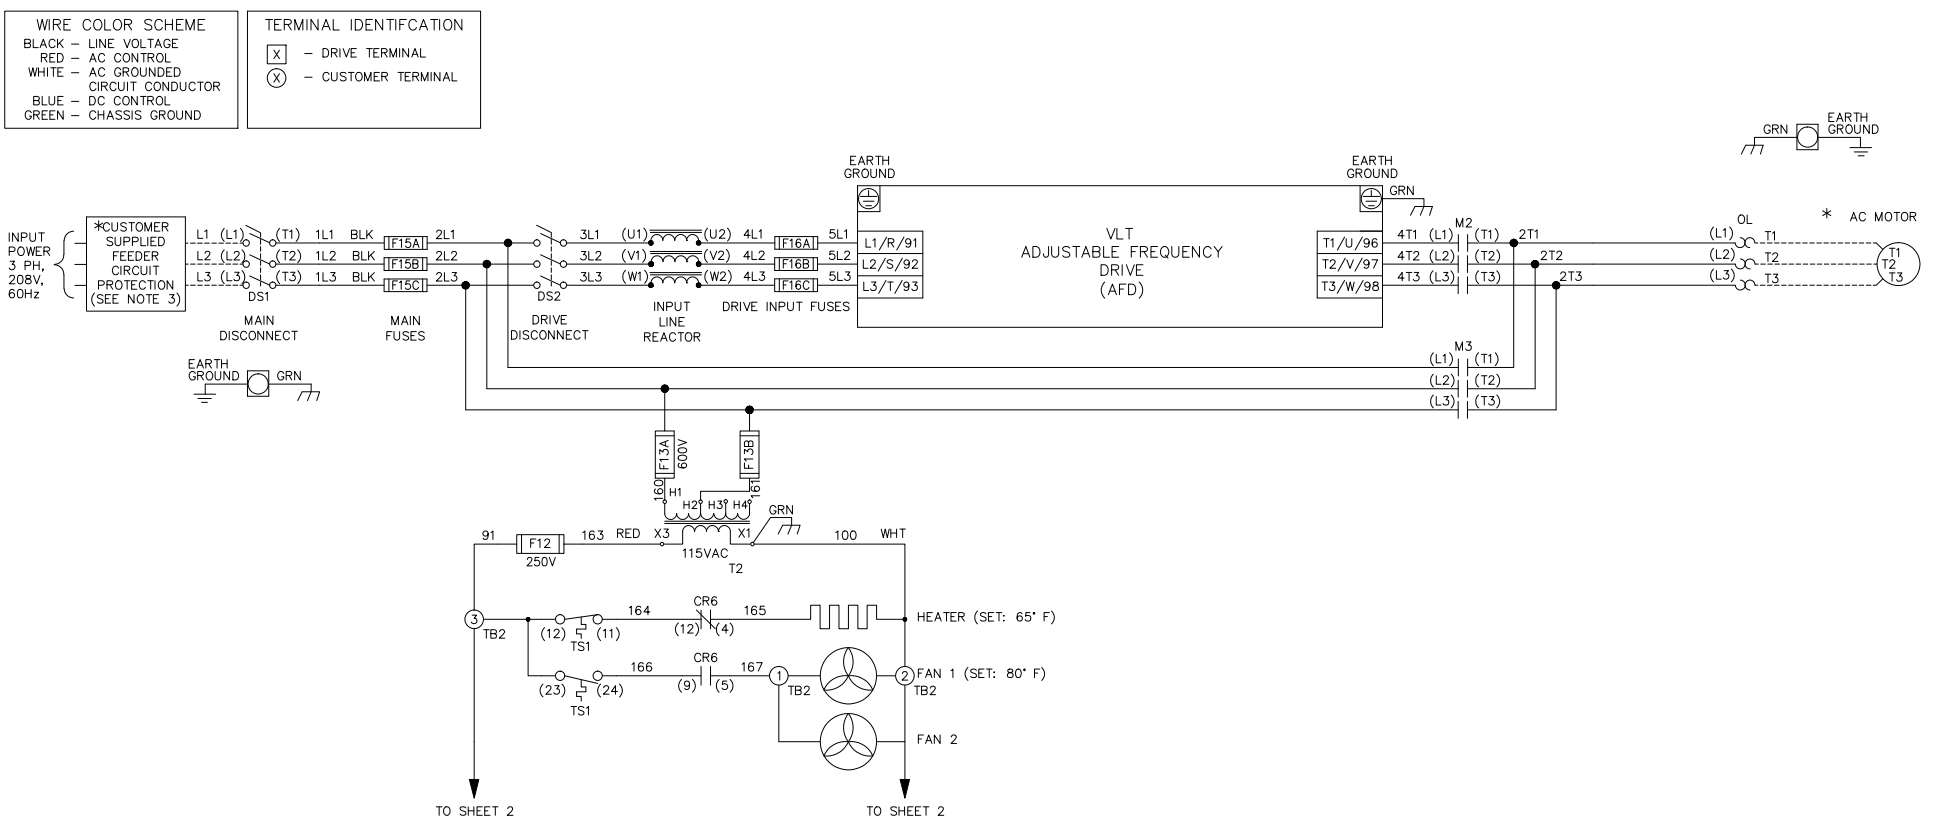 WIRE COLOR SCHEME
BLACK – LINE VOLTAGE
RED – AC CONTROL
WHITE – AC GROUNDED
CIRCUIT CONDUCTOR
BLUE – DC CONTROL
GREEN – CHASSIS GROUND
TERMINAL IDENTIFCATION
X – DRIVE TERMINAL
X – CUSTOMER TERMINAL
GRN
EARTH
GROUND
INPUT
POWER
3 PH,
208V,
60Hz
*CUSTOMER
SUPPLIED
FEEDER
CIRCUIT
PROTECTION
(SEE NOTE 3)
L1 (L1) (T1) 1L1 BLK F15A 2L1
L2 (L2) (T2) 1L2 BLK F15B 2L2
L3 (L3) (T3) 1L3 BLK F15C 2L3
DS1
MAIN
DISCONNECT
MAIN
FUSES
3L1 (U1) (U2) 4L1 F16A 5L1
3L2 (V1) (V2) 4L2 F16B 5L2
3L3 (W1) (W2) 4L3 F16C 5L3
DS2
DRIVE
DISCONNECT
INPUT
LINE
REACTOR
DRIVE INPUT FUSES
EARTH
GROUND
L1/R/91
L2/S/92
L3/T/93
VLT
ADJUSTABLE FREQUENCY
DRIVE
(AFD)
EARTH
GROUND
GRN
T1/U/96
T2/V/97
T3/W/98
M2
4T1 (L1) (T1) 2T1
4T2 (L2) (T2) 2T2
4T3 (L3) (T3) 2T3
OL
(L1) T1
(L2) T2
(L3) T3
* AC MOTOR
T1
T2
T3
M3
(L1) (T1)
(L2) (T2)
(L3) (T3)
EARTH
GROUND
GRN
F13A
600V
F13B
160
161
H1
H2 H3 H4
GRN
91 F12 163 RED X3 X1 100 WHT
250V
115VAC
T2
3
TB2
164 CR6 165
(12) (11) (12) (4)
TS1
HEATER (SET: 65° F)
166 CR6 167
(23) (24) (9) (5)
TS1
1
TB2
2
TB2
FAN 1 (SET: 80° F)
FAN 2
TO SHEET 2
TO SHEET 2